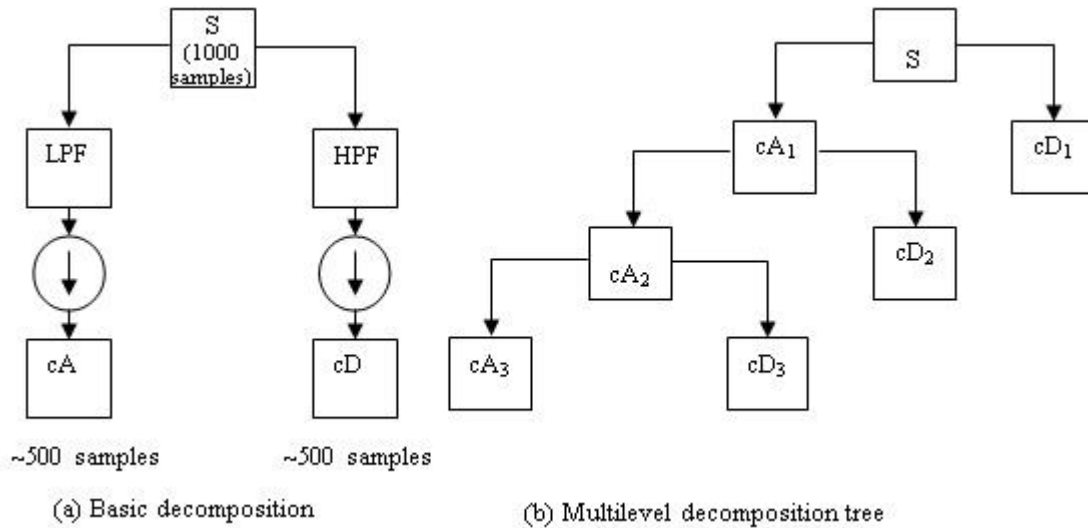 S
(1000
samples)
LPF
HPF
cA
cD
~500 samples
~500 samples
(a) Basic decomposition
S
cA₁
cD₁
cA₂
cD₂
cA₃
cD₃
(b) Multilevel decomposition tree